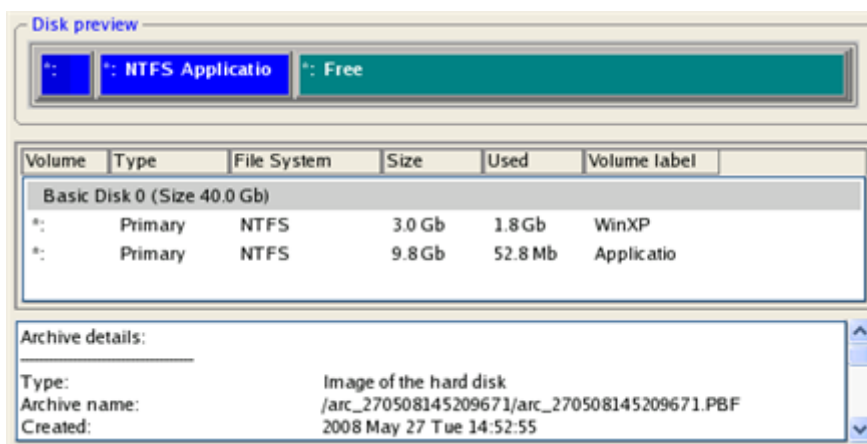 Disk preview
*: *: NTFS Applicatio *: Free
Volume Type File System Size Used Volume label
Basic Disk 0 (Size 40.0 Gb)
*: Primary NTFS 3.0 Gb 1.8 Gb WinXP
*: Primary NTFS 9.8 Gb 52.8 Mb Applicatio
Archive details:
Type: Image of the hard disk
Archive name: /arc_270508145209671/arc_270508145209671.PBF
Created: 2008 May 27 Tue 14:52:55